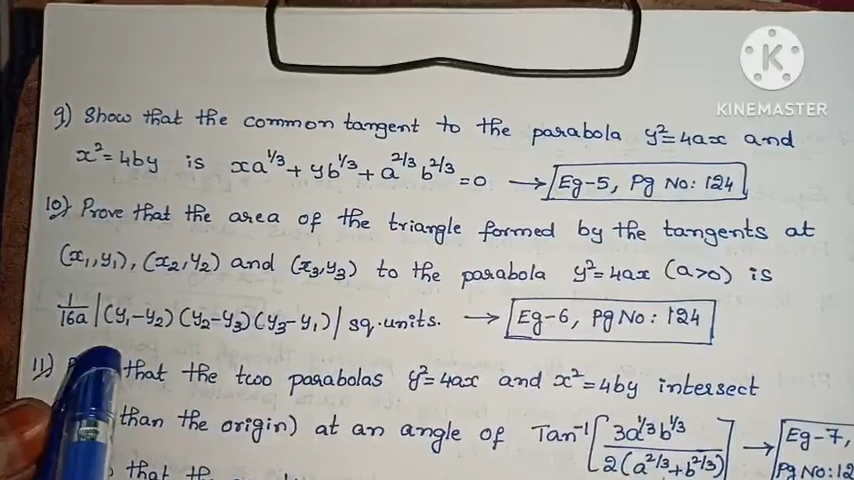 KINEMASTER
9) Show that the common tangent to the parabola y²=4ax and
x²=4by is xa^1/3+yb^1/3+a^2/3 b^2/3=0 → Eg-5, Pg No: 124
10) Prove that the area of the triangle formed by the tangents at
(x₁,y₁), (x₂,y₂) and (x₃,y₃) to the parabola y²=4ax (a>0) is
1/16a |(y₁-y₂)(y₂-y₃)(y₃-y₁)| sq.units. → Eg-6, Pg No: 124
11) that the two parabolas y²=4ax and x²=4by intersect
than the origin) at an angle of Tan⁻¹[3a^1/3 b^1/3 / 2(a^2/3+b^2/3)] → Eg-7,
Pg No: 12
that the